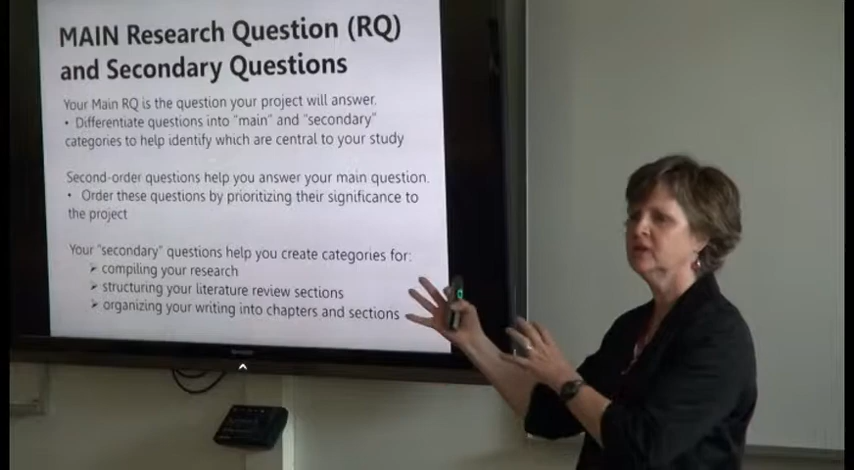 MAIN Research Question (RQ)
and Secondary Questions
Your Main RQ is the question your project will answer.
• Differentiate questions into "main" and "secondary"
categories to help identify which are central to your study
Second-order questions help you answer your main question.
• Order these questions by prioritizing their significance to
the project
Your "secondary" questions help you create categories for:
➢ compiling your research
➢ structuring your literature review sections
➢ organizing your writing into chapters and sections
SHARP